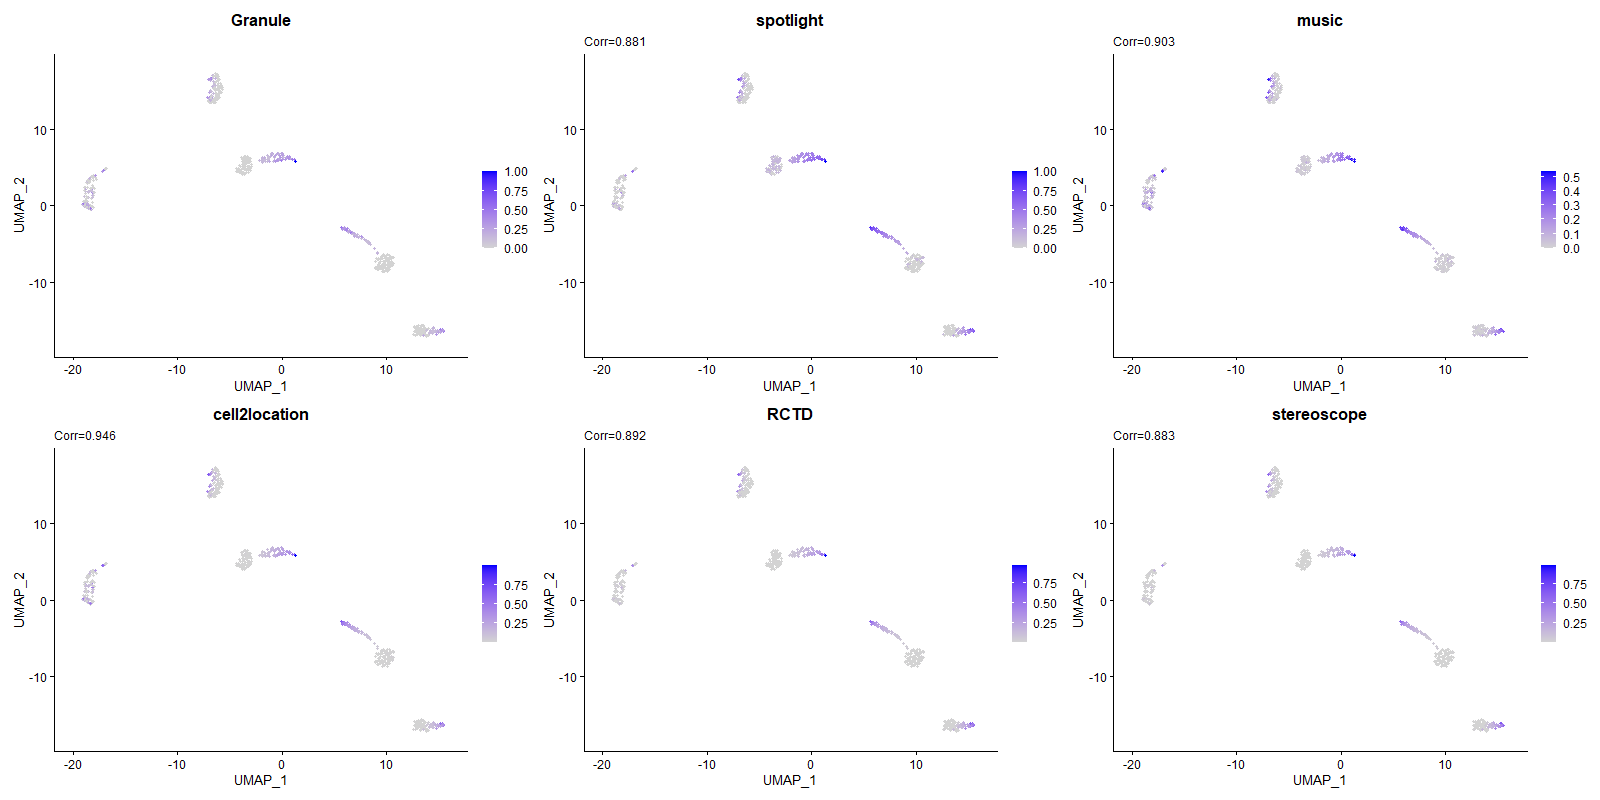 Granule
10
0
-10
-20
-10
0
10
UMAP_1
UMAP_2
1.00
0.75
0.50
0.25
0.00
spotlight
Corr=0.881
10
0
-10
-20
-10
0
10
UMAP_1
UMAP_2
1.00
0.75
0.50
0.25
0.00
music
Corr=0.903
10
0
-10
-20
-10
0
10
UMAP_1
UMAP_2
0.5
0.4
0.3
0.2
0.1
0.0
cell2location
Corr=0.946
10
0
-10
-20
-10
0
10
UMAP_1
UMAP_2
0.75
0.50
0.25
RCTD
Corr=0.892
10
0
-10
-20
-10
0
10
UMAP_1
UMAP_2
0.75
0.50
0.25
stereoscope
Corr=0.883
10
0
-10
-20
-10
0
10
UMAP_1
UMAP_2
0.75
0.50
0.25